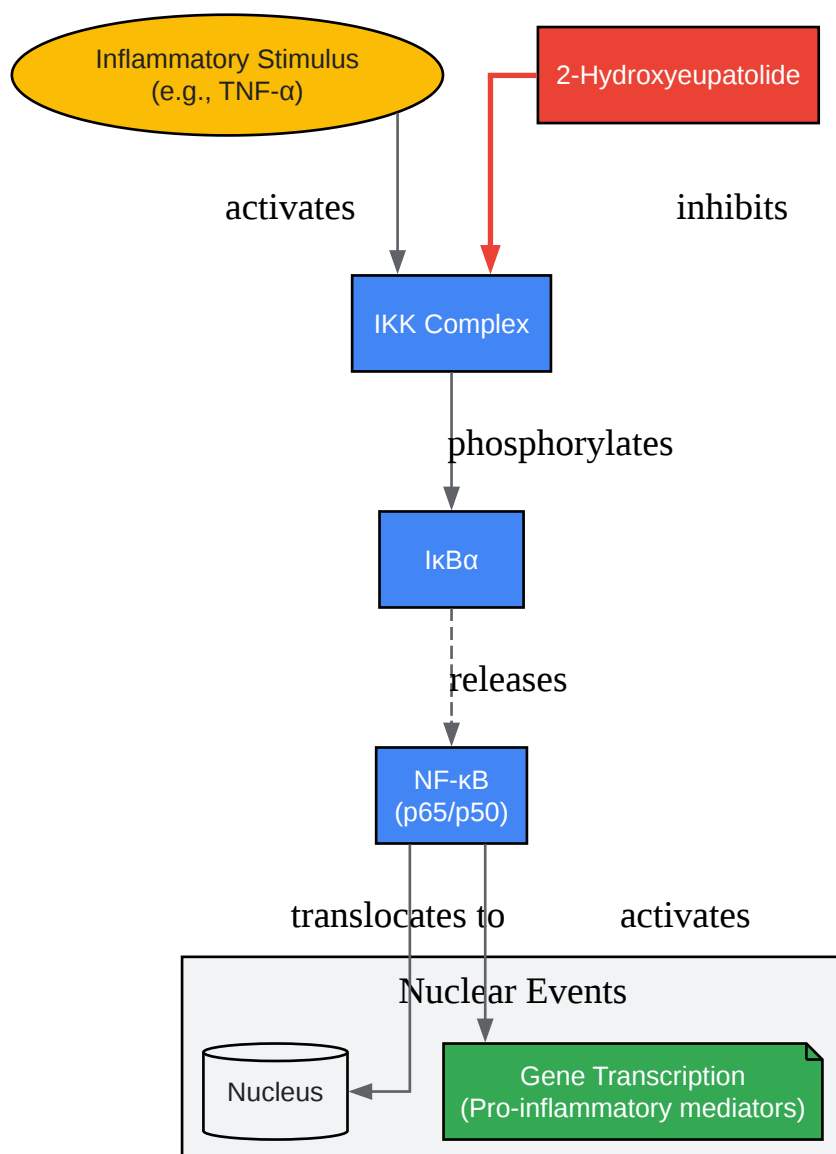 Inflammatory Stimulus
(e.g., TNF-α)
2-Hydroxyeupatolide
activates
inhibits
IKK Complex
phosphorylates
IκBα
releases
NF-κB
(p65/p50)
translocates to
activates
Nuclear Events
Nucleus
Gene Transcription
(Pro-inflammatory mediators)